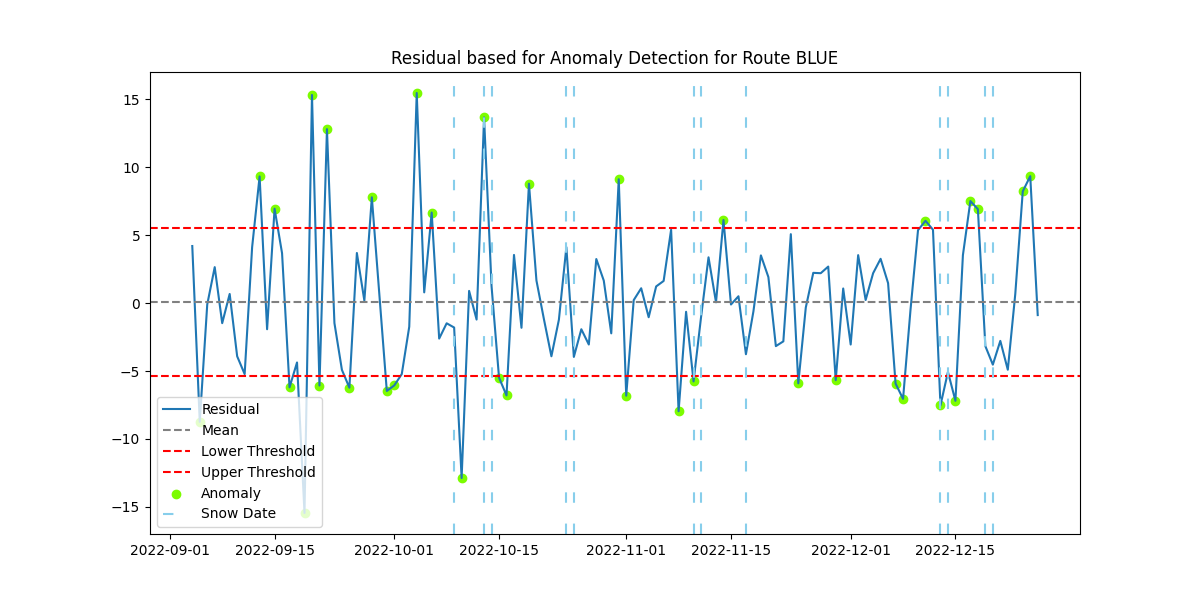 Residual based for Anomaly Detection for Route BLUE
15
10
5
0
−5
−10
−15
Residual
Mean
Lower Threshold
Upper Threshold
Anomaly
Snow Date
2022-09-01 2022-09-15 2022-10-01 2022-10-15 2022-11-01 2022-11-15 2022-12-01 2022-12-15